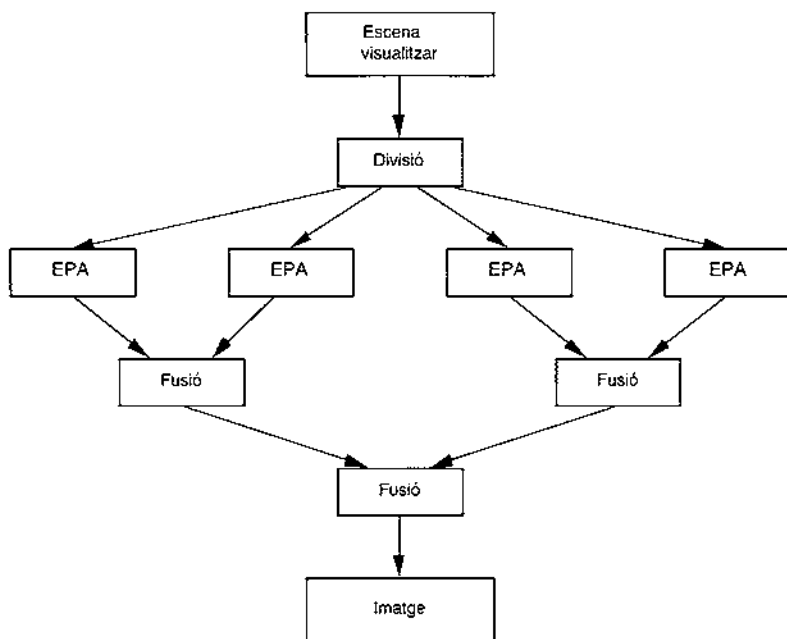 Escena
visualitzar
Divisió
EPA
EPA
EPA
EPA
Fusió
Fusió
Fusió
Imatge